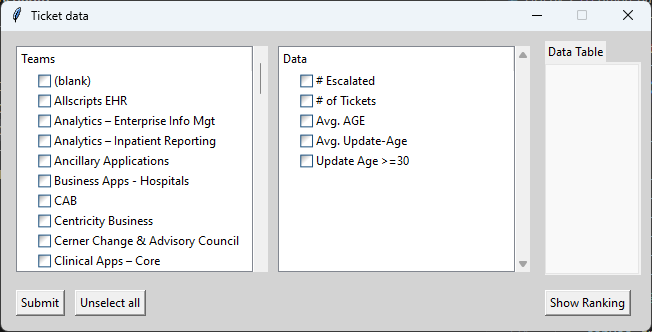 Ticket data
Teams
(blank)
Allscripts EHR
Analytics – Enterprise Info Mgt
Analytics – Inpatient Reporting
Ancillary Applications
Business Apps - Hospitals
CAB
Centricity Business
Cerner Change & Advisory Council
Clinical Apps – Core
Data
# Escalated
# of Tickets
Avg. AGE
Avg. Update-Age
Update Age >=30
Data Table
Submit
Unselect all
Show Ranking